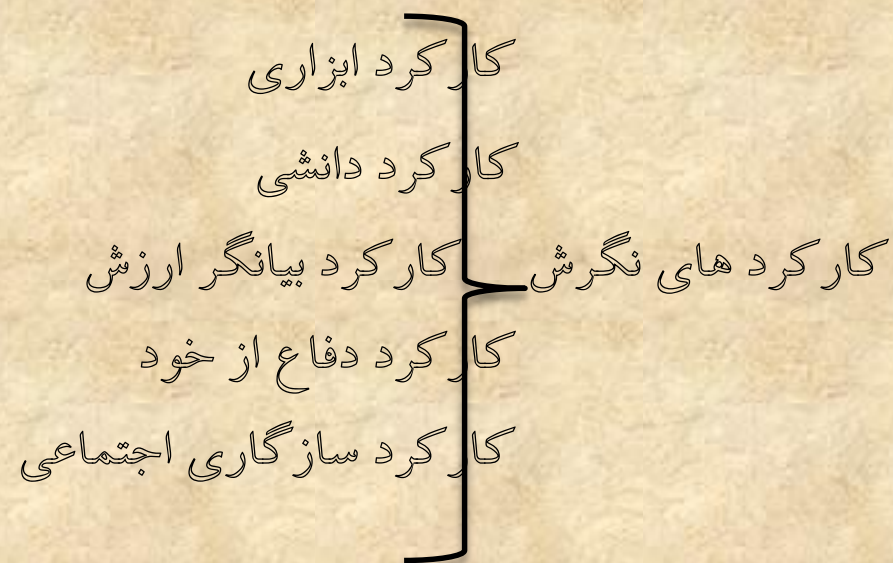 کارکرد های نگرش
کارکرد ابزاری
کارکرد دانشی
کارکرد بیانگر ارزش
کارکرد دفاع از خود
کارکرد سازگاری اجتماعی